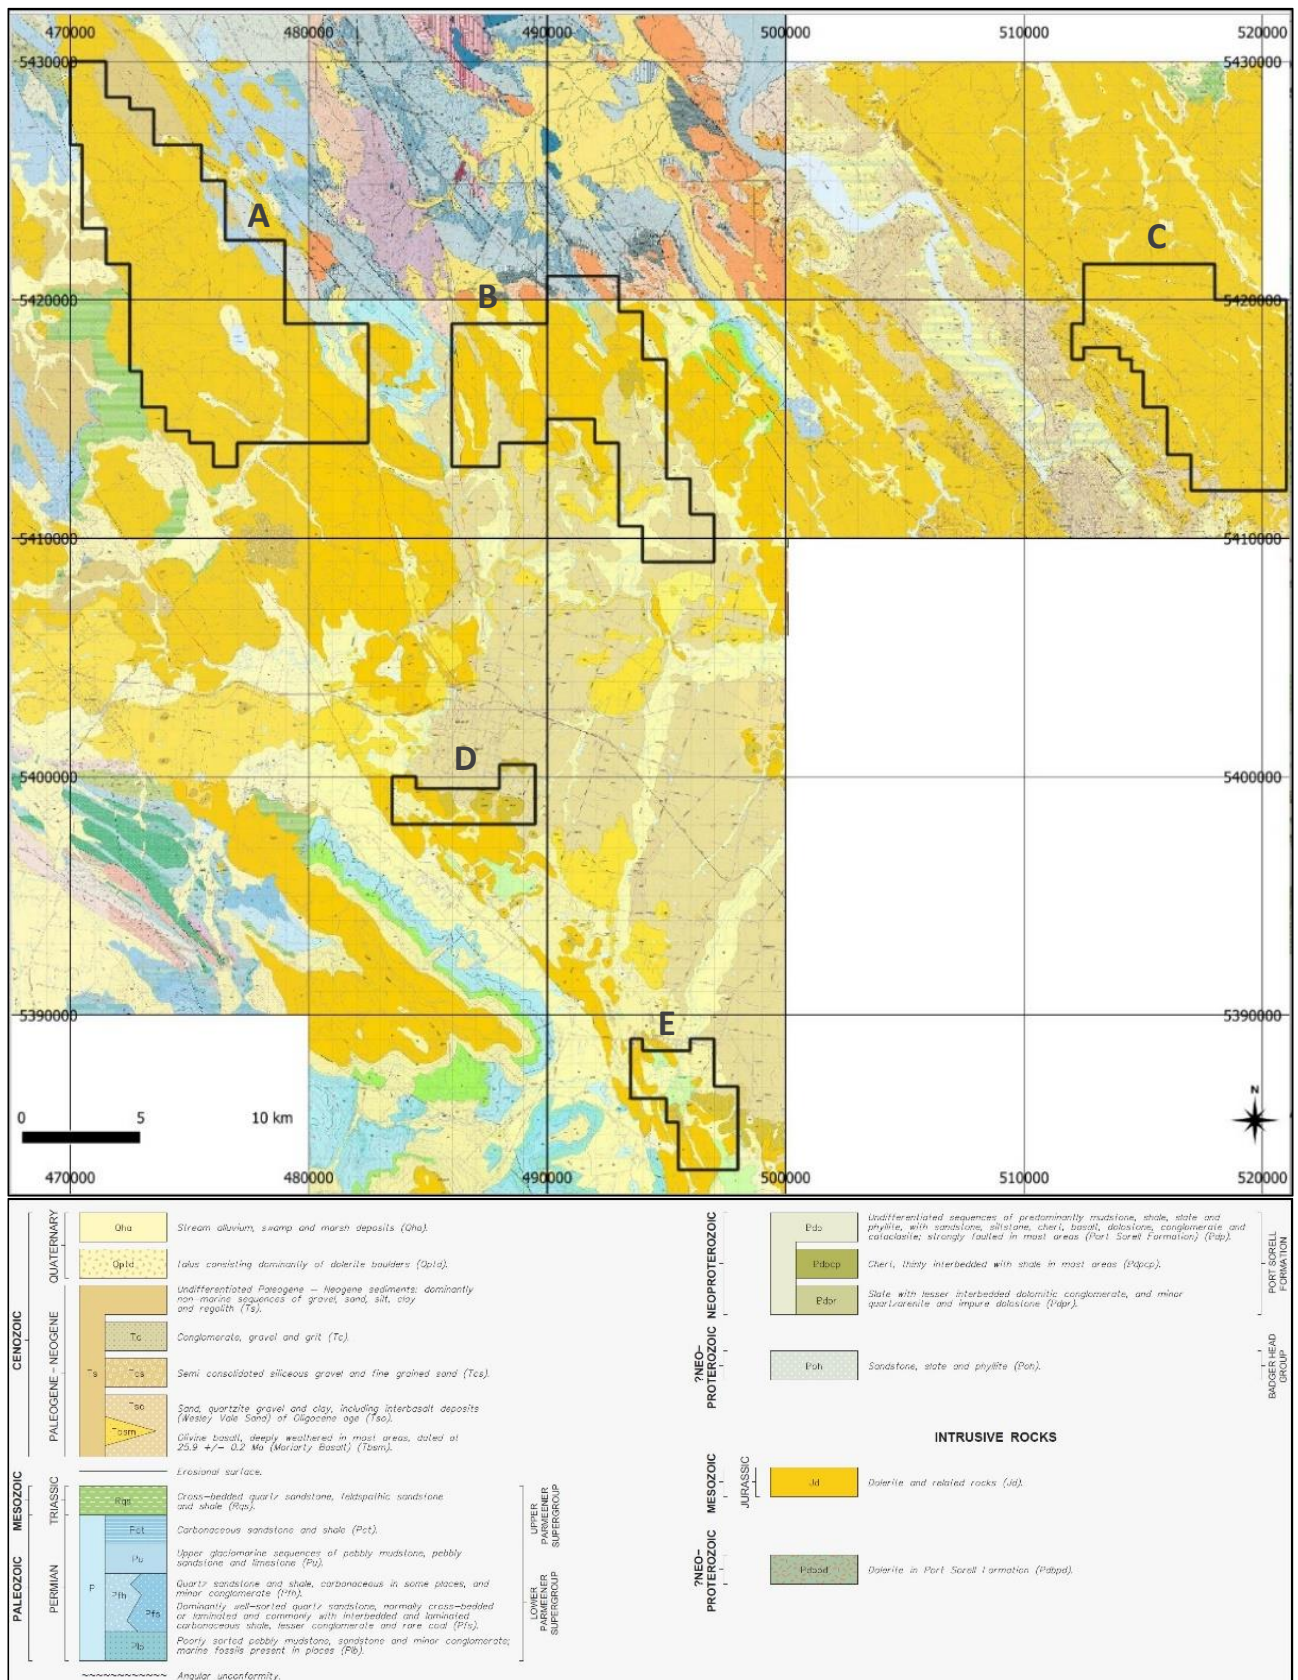 470000 480000 490000 500000 510000 520000
5430000 5430000
A
C
B
5420000 5420000
5410000 5410000
D
5400000 5400000
E
5390000 5390000
N
0 5 10 km
470000 480000 490000 500000 510000 520000
CENOZOIC
QUATERNARY
Qha Stream alluvium, swamp and marsh deposits (Qha).
Qptd Talus consisting dominantly of dolerite boulders (Qptd).
PALEOGENE – NEOGENE
Undifferentiated Paleogene – Neogene sediments: dominantly
non-marine sequences of gravel, sand, silt, clay
and regolith (Ts).
Ts
Tc Conglomerate, gravel and grit (Tc).
Tcs Semi consolidated siliceous gravel and fine grained sand (Tcs).
Tso Sand, quartzite gravel and clay, including interbasalt deposits
(Wesley Vale Sand) of Oligocene age (Tso).
Tbsm Olivine basalt, deeply weathered in most areas, dated at
25.9 +/– 0.2 Ma (Moriarty Basalt) (Tbsm).
Erosional surface.
MESOZOIC
TRIASSIC
Rqs Cross-bedded quartz sandstone, feldspathic sandstone
and shale (Rqs).
UPPER
PARMEENER
SUPERGROUP
PALEOZOIC
PERMIAN
P
Pct Carbonaceous sandstone and shale (Pct).
Pu Upper glaciomarine sequences of pebbly mudstone, pebbly
sandstone and limestone (Pu).
Pfh Quartz sandstone and shale, carbonaceous in some places, and
minor conglomerate (Pfh).
Pfs Dominantly well-sorted quartz sandstone, normally cross-bedded
or laminated and commonly with interbedded and laminated
carbonaceous shale, lesser conglomerate and rare coal (Pfs).
Plb Poorly sorted pebbly mudstone, sandstone and minor conglomerate;
marine fossils present in places (Plb).
LOWER
PARMEENER
SUPERGROUP
Angular unconformity.
NEOPROTEROZOIC
Pdp Undifferentiated sequences of predominantly mudstone, shale, slate and
phyllite, with sandstone, siltstone, chert, basalt, dolostone, conglomerate and
cataclasite; strongly faulted in most areas (Port Sorell Formation) (Pdp).
Pdpcp Chert, thinly interbedded with shale in most areas (Pdpcp).
Pdpr Slate with lesser interbedded dolomitic conglomerate, and minor
quartzarenite and impure dolostone (Pdpr).
PORT SORELL
FORMATION
?NEO–
PROTEROZOIC
Poh Sandstone, slate and phyllite (Poh).
BADGER HEAD
GROUP
INTRUSIVE ROCKS
MESOZOIC
JURASSIC
Jd Dolerite and related rocks (Jd).
?NEO–
PROTEROZOIC
Pdbpd Dolerite in Port Sorell Formation (Pdbpd).